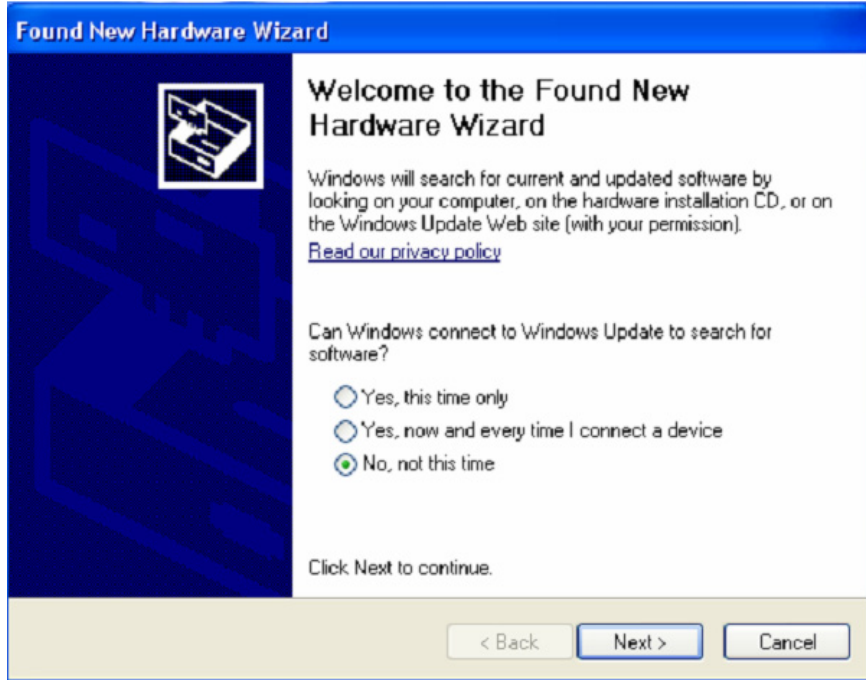 Found New Hardware Wizard
Welcome to the Found New
Hardware Wizard
Windows will search for current and updated software by
looking on your computer, on the hardware installation CD, or on
the Windows Update Web site (with your permission).
Read our privacy policy
Can Windows connect to Windows Update to search for
software?
Yes, this time only
Yes, now and every time I connect a device
No, not this time
Click Next to continue.
< Back Next > Cancel